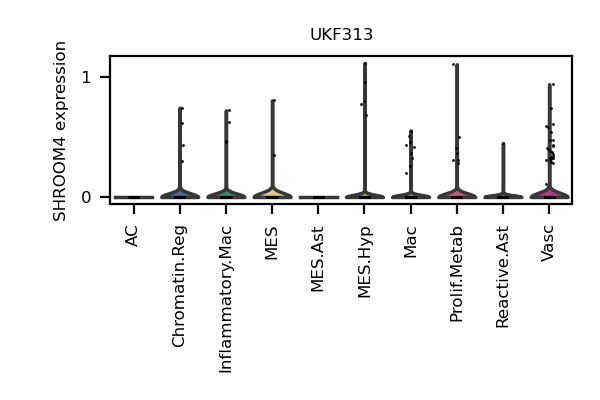 UKF313
SHROOM4 expression
1
0
AC
Chromatin.Reg
Inflammatory.Mac
MES
MES.Ast
MES.Hyp
Mac
Prolif.Metab
Reactive.Ast
Vasc